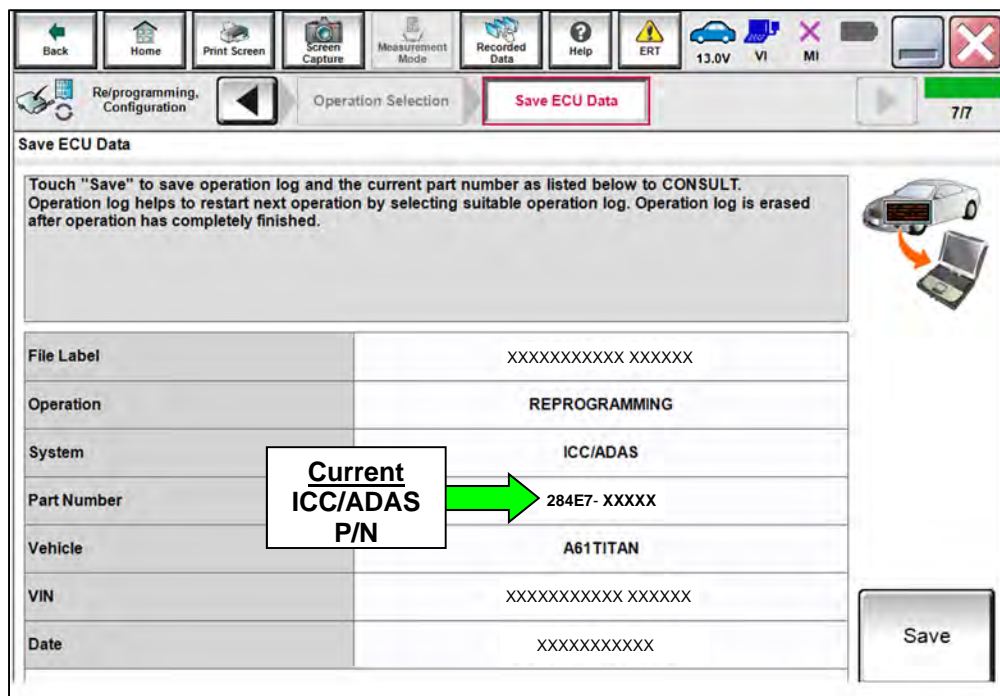 Back
Home
Print Screen
Screen Capture
Measurement Mode
Recorded Data
Help
ERT
13.0V
VI
MI
Re/programming, Configuration
Operation Selection
Save ECU Data
7/7
Save ECU Data
Touch "Save" to save operation log and the current part number as listed below to CONSULT.
Operation log helps to restart next operation by selecting suitable operation log. Operation log is erased
after operation has completely finished.
File Label
XXXXXXXXXXX XXXXXX
Operation
REPROGRAMMING
System
ICC/ADAS
Current
ICC/ADAS
P/N
Part Number
284E7- XXXXX
Vehicle
A61TITAN
VIN
XXXXXXXXXXX XXXXXX
Date
XXXXXXXXXXX
Save